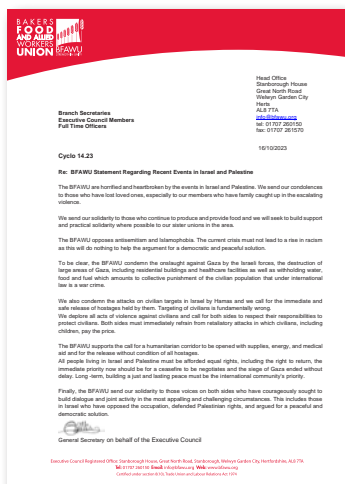 BAKERS
FOOD
AND ALLIED
WORKERS
UNION BFAWU
Head Office
Stanborough House
Great North Road
Welwyn Garden City
Herts
AL8 7TA
info@bfawu.org
tel: 01707 260150
fax: 01707 261570
Branch Secretaries
Executive Council Members
Full Time Officers
16/10/2023
Cyclo 14.23
Re: BFAWU Statement Regarding Recent Events in Israel and Palestine
The BFAWU are horrified and heartbroken by the events in Israel and Palestine. We send our condolences
to those who have lost loved ones, especially to our members who have family caught up in the escalating
violence.
We send our solidarity to those who continue to produce and provide food and we will seek to build support
and practical solidarity where possible to our sister unions in the area.
The BFAWU opposes antisemitism and Islamophobia. The current crisis must not lead to a rise in racism
as this will do nothing to help the argument for a democratic and peaceful solution.
To be clear, the BFAWU condemn the onslaught against Gaza by the Israeli forces, the destruction of
large areas of Gaza, including residential buildings and healthcare facilities as well as withholding water,
food and fuel which amounts to collective punishment of the civilian population that under international
law is a war crime.
We also condemn the attacks on civilian targets in Israel by Hamas and we call for the immediate and
safe release of hostages held by them. Targeting of civilians is fundamentally wrong.
We deplore all acts of violence against civilians and call for both sides to respect their responsibilities to
protect civilians. Both sides must immediately refrain from retaliatory attacks in which civilians, including
children, pay the price.
The BFAWU supports the call for a humanitarian corridor to be opened with supplies, energy, and medical
aid and for the release without condition of all hostages.
All people living in Israel and Palestine must be afforded equal rights, including the right to return, the
immediate priority now should be for a ceasefire to be negotiates and the siege of Gaza ended without
delay. Long -term, building a just and lasting peace must be the international community's priority.
Finally, the BFAWU send our solidarity to those voices on both sides who have courageously sought to
build dialogue and joint activity in the most appalling and challenging circumstances. This includes those
in Israel who have opposed the occupation, defended Palestinian rights, and argued for a peaceful and
democratic solution.
General Secretary on behalf of the Executive Council
Executive Council Registered Office: Stanborough House, Great North Road, Stanborough, Welwyn Garden City, Hertfordshire, AL8 7TA
Tel: 01707 260150 Email: info@bfawu.org Web: www.bfawu.org
Certified under section 6(10) Trade Union and Labour Relations Act 1974